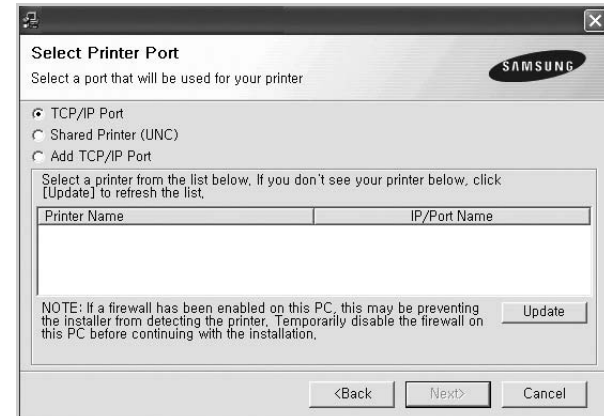 Select Printer Port
Select a port that will be used for your printer
SAMSUNG
TCP/IP Port
Shared Printer (UNC)
Add TCP/IP Port
Select a printer from the list below, If you don't see your printer below, click
[Update] to refresh the list,
Printer Name IP/Port Name
NOTE: If a firewall has been enabled on this PC, this may be preventing
the installer from detecting the printer, Temporarily disable the firewall on
this PC before continuing with the installation,
Update
<Back Next> Cancel